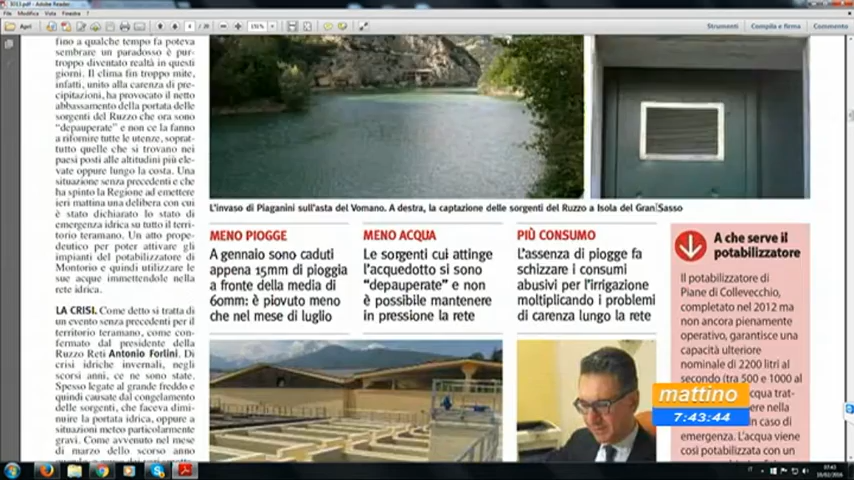 3013.pdf - Adobe Reader
File Modifica Vista Finestra ?
Apri
4 / 28
151%
Strumenti Compila e firma Commento
fino a qualche tempo fa poteva
sembrare un paradosso è pur-
troppo diventato realtà in questi
giorni. Il clima fin troppo mite,
infatti, unito alla carenza di pre-
cipitazioni, ha provocato il netto
abbassamento della portata delle
sorgenti del Ruzzo che ora sono
“depauperate” e non ce la fanno
a rifornire tutte le utenze, soprat-
tutto quelle che si trovano nei
paesi posti alle altitudini più ele-
vate oppure lungo la costa. Una
situazione senza precedenti e che
ha spinto la Regione ad emettere
ieri mattina una delibera con cui
è stato dichiarato lo stato di
emergenza idrica su tutto il terri-
torio teramano. Un atto prope-
deutico per poter attivare gli
impianti del potabilizzatore di
Montorio e quindi utilizzare le
sue acque immettendole nella
rete idrica.
LA CRISI. Come detto si tratta di
un evento senza precedenti per il
territorio teramano, come con-
fermato dal presidente della
Ruzzo Reti Antonio Forlini. Di
crisi idriche invernali, negli
scorsi anni, ce ne sono state.
Spesso legate al grande freddo e
quindi causate dal congelamento
delle sorgenti, che faceva dimi-
nuire la portata idrica, oppure a
situazioni meteo particolarmente
gravi. Come avvenuto nel mese
di marzo dello scorso
L'invaso di Piaganini sull'asta del Vomano. A destra, la captazione delle sorgenti del Ruzzo a Isola del Gran Sasso
MENO PIOGGE
A gennaio sono caduti
appena 15mm di pioggia
a fronte della media di
60mm: è piovuto meno
che nel mese di luglio
MENO ACQUA
Le sorgenti cui attinge
l'acquedotto si sono
“depauperate” e non
è possibile mantenere
in pressione la rete
PIÙ CONSUMO
L'assenza di piogge fa
schizzare i consumi
abusivi per l'irrigazione
moltiplicando i problemi
di carenza lungo la rete
A che serve il
potabilizzatore
Il potabilizzatore di
Piane di Collevecchio,
completato nel 2012 ma
non ancora pienamente
operativo, garantisce una
capacità ulteriore
nominale di 2200 litri al
secondo (tra 500 e 1000 al
acqua trat-
ere nella
in caso di
emergenza. L'acqua viene
così potabilizzata con un
mattino
7:43:44
IT
07:43
10/02/2016